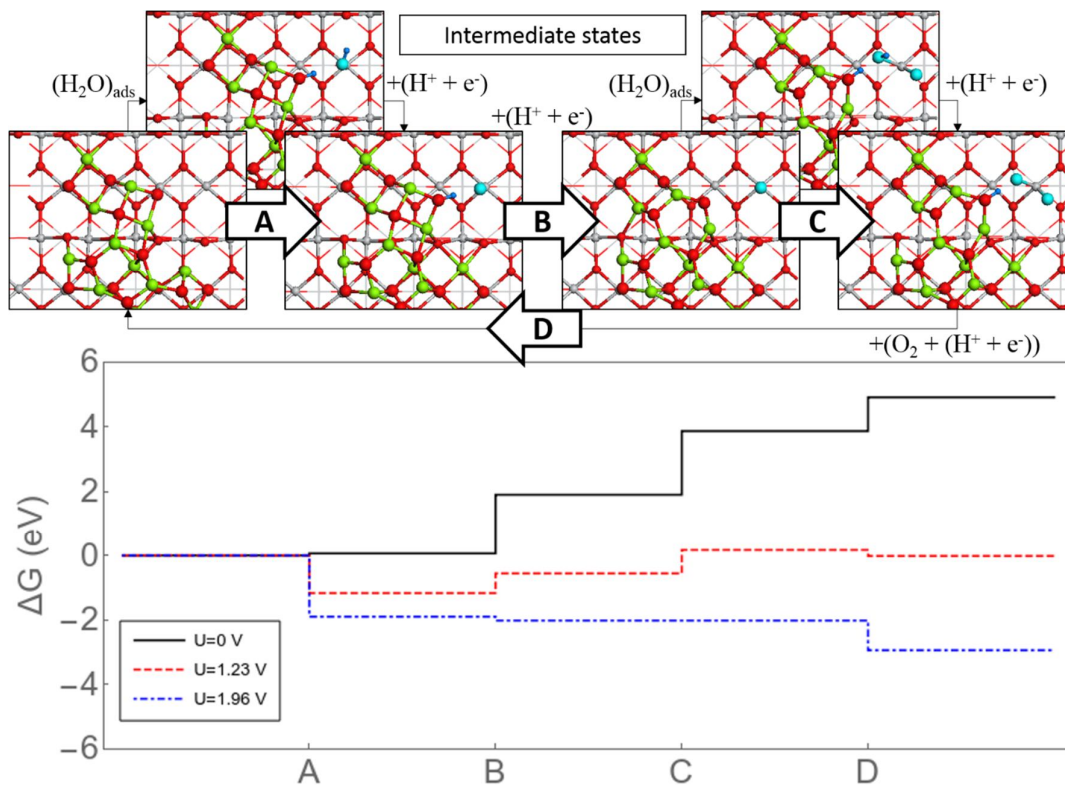 Intermediate states
(H₂O)ads
+(H⁺ + e⁻)
+(H⁺ + e⁻)
(H₂O)ads
+(H⁺ + e⁻)
A
B
C
D
+(O₂ + (H⁺ + e⁻))
6
4
2
0
−2
−4
−6
ΔG (eV)
U=0 V
U=1.23 V
U=1.96 V
A
B
C
D